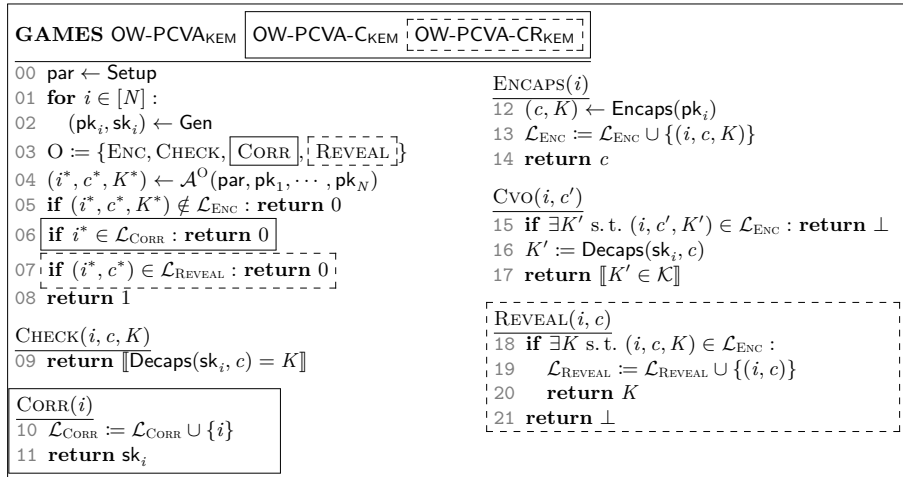 GAMES OW-PCVA_KEM OW-PCVA-C_KEM OW-PCVA-CR_KEM
00 par ← Setup
01 for i ∈ [N] :
02 (pk_i, sk_i) ← Gen
03 O := {ENC, CHECK, CORR, REVEAL}
04 (i*, c*, K*) ← A^O(par, pk_1, ⋯, pk_N)
05 if (i*, c*, K*) ∉ L_ENC : return 0
06 if i* ∈ L_CORR : return 0
07 if (i*, c*) ∈ L_REVEAL : return 0
08 return 1
CHECK(i, c, K)
09 return ⟦Decaps(sk_i, c) = K⟧
CORR(i)
10 L_CORR := L_CORR ∪ {i}
11 return sk_i
ENCAPS(i)
12 (c, K) ← Encaps(pk_i)
13 L_ENC := L_ENC ∪ {(i, c, K)}
14 return c
CVO(i, c′)
15 if ∃K′ s. t. (i, c′, K′) ∈ L_ENC : return ⊥
16 K′ := Decaps(sk_i, c)
17 return ⟦K′ ∈ K⟧
REVEAL(i, c)
18 if ∃K s. t. (i, c, K) ∈ L_ENC :
19 L_REVEAL := L_REVEAL ∪ {(i, c)}
20 return K
21 return ⊥